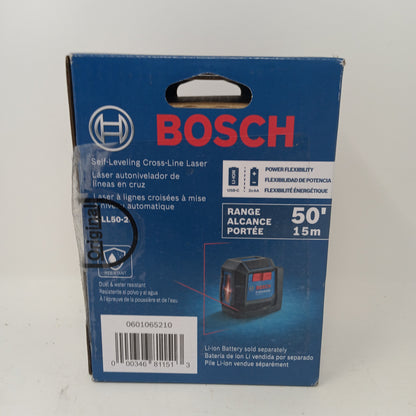 BOSCH
Self-Leveling Cross-Line Laser
Láser autonivelador de
líneas en cruz
Laser à lignes croisées à mise
automatique
LL50-2
Original
LI-ION
USB-C
2xAA
POWER FLEXIBILITY
FLEXIBILIDAD DE POTENCIA
FLEXIBILITÉ ÉNERGÉTIQUE
RANGE
ALCANCE
PORTÉE
50'
15m
Dust & water resistant
Resistente al polvo y al agua
À l'épreuve de la poussière et de l'eau
0601065210
0 00346 81151 3
Li-ion Battery sold separately
Batería de ion Li vendida por separado
Pile Li-ion vendue séparément